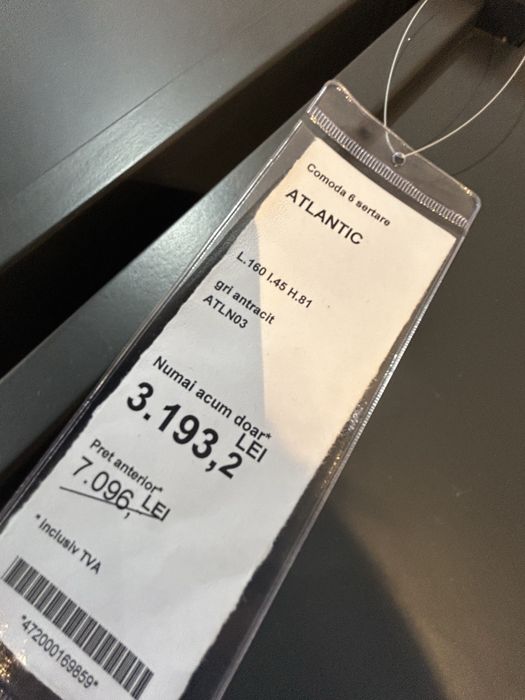 Comoda 6 sertare
ATLANTIC
L.160 l.45 H.81
gri antracit
ATLN03
Numai acum doar*
3.193,2 LEI
Pret anterior*
7.096, LEI
* Inclusiv TVA
*472000169859*